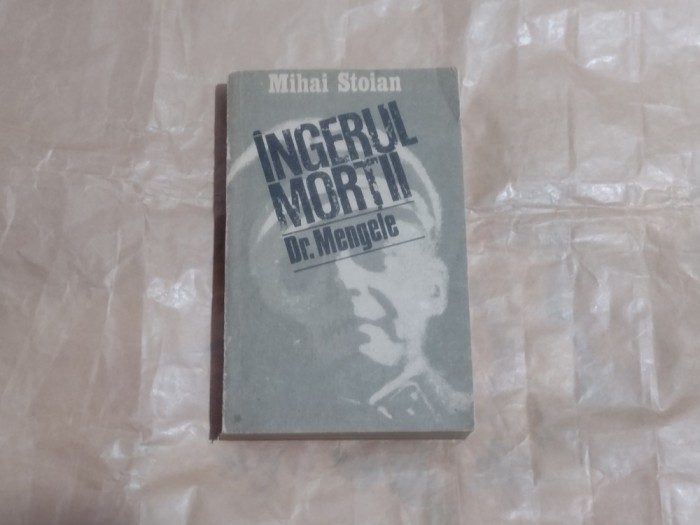 Mihai Stoian
ÎNGERUL
MORȚII
Dr. Mengele